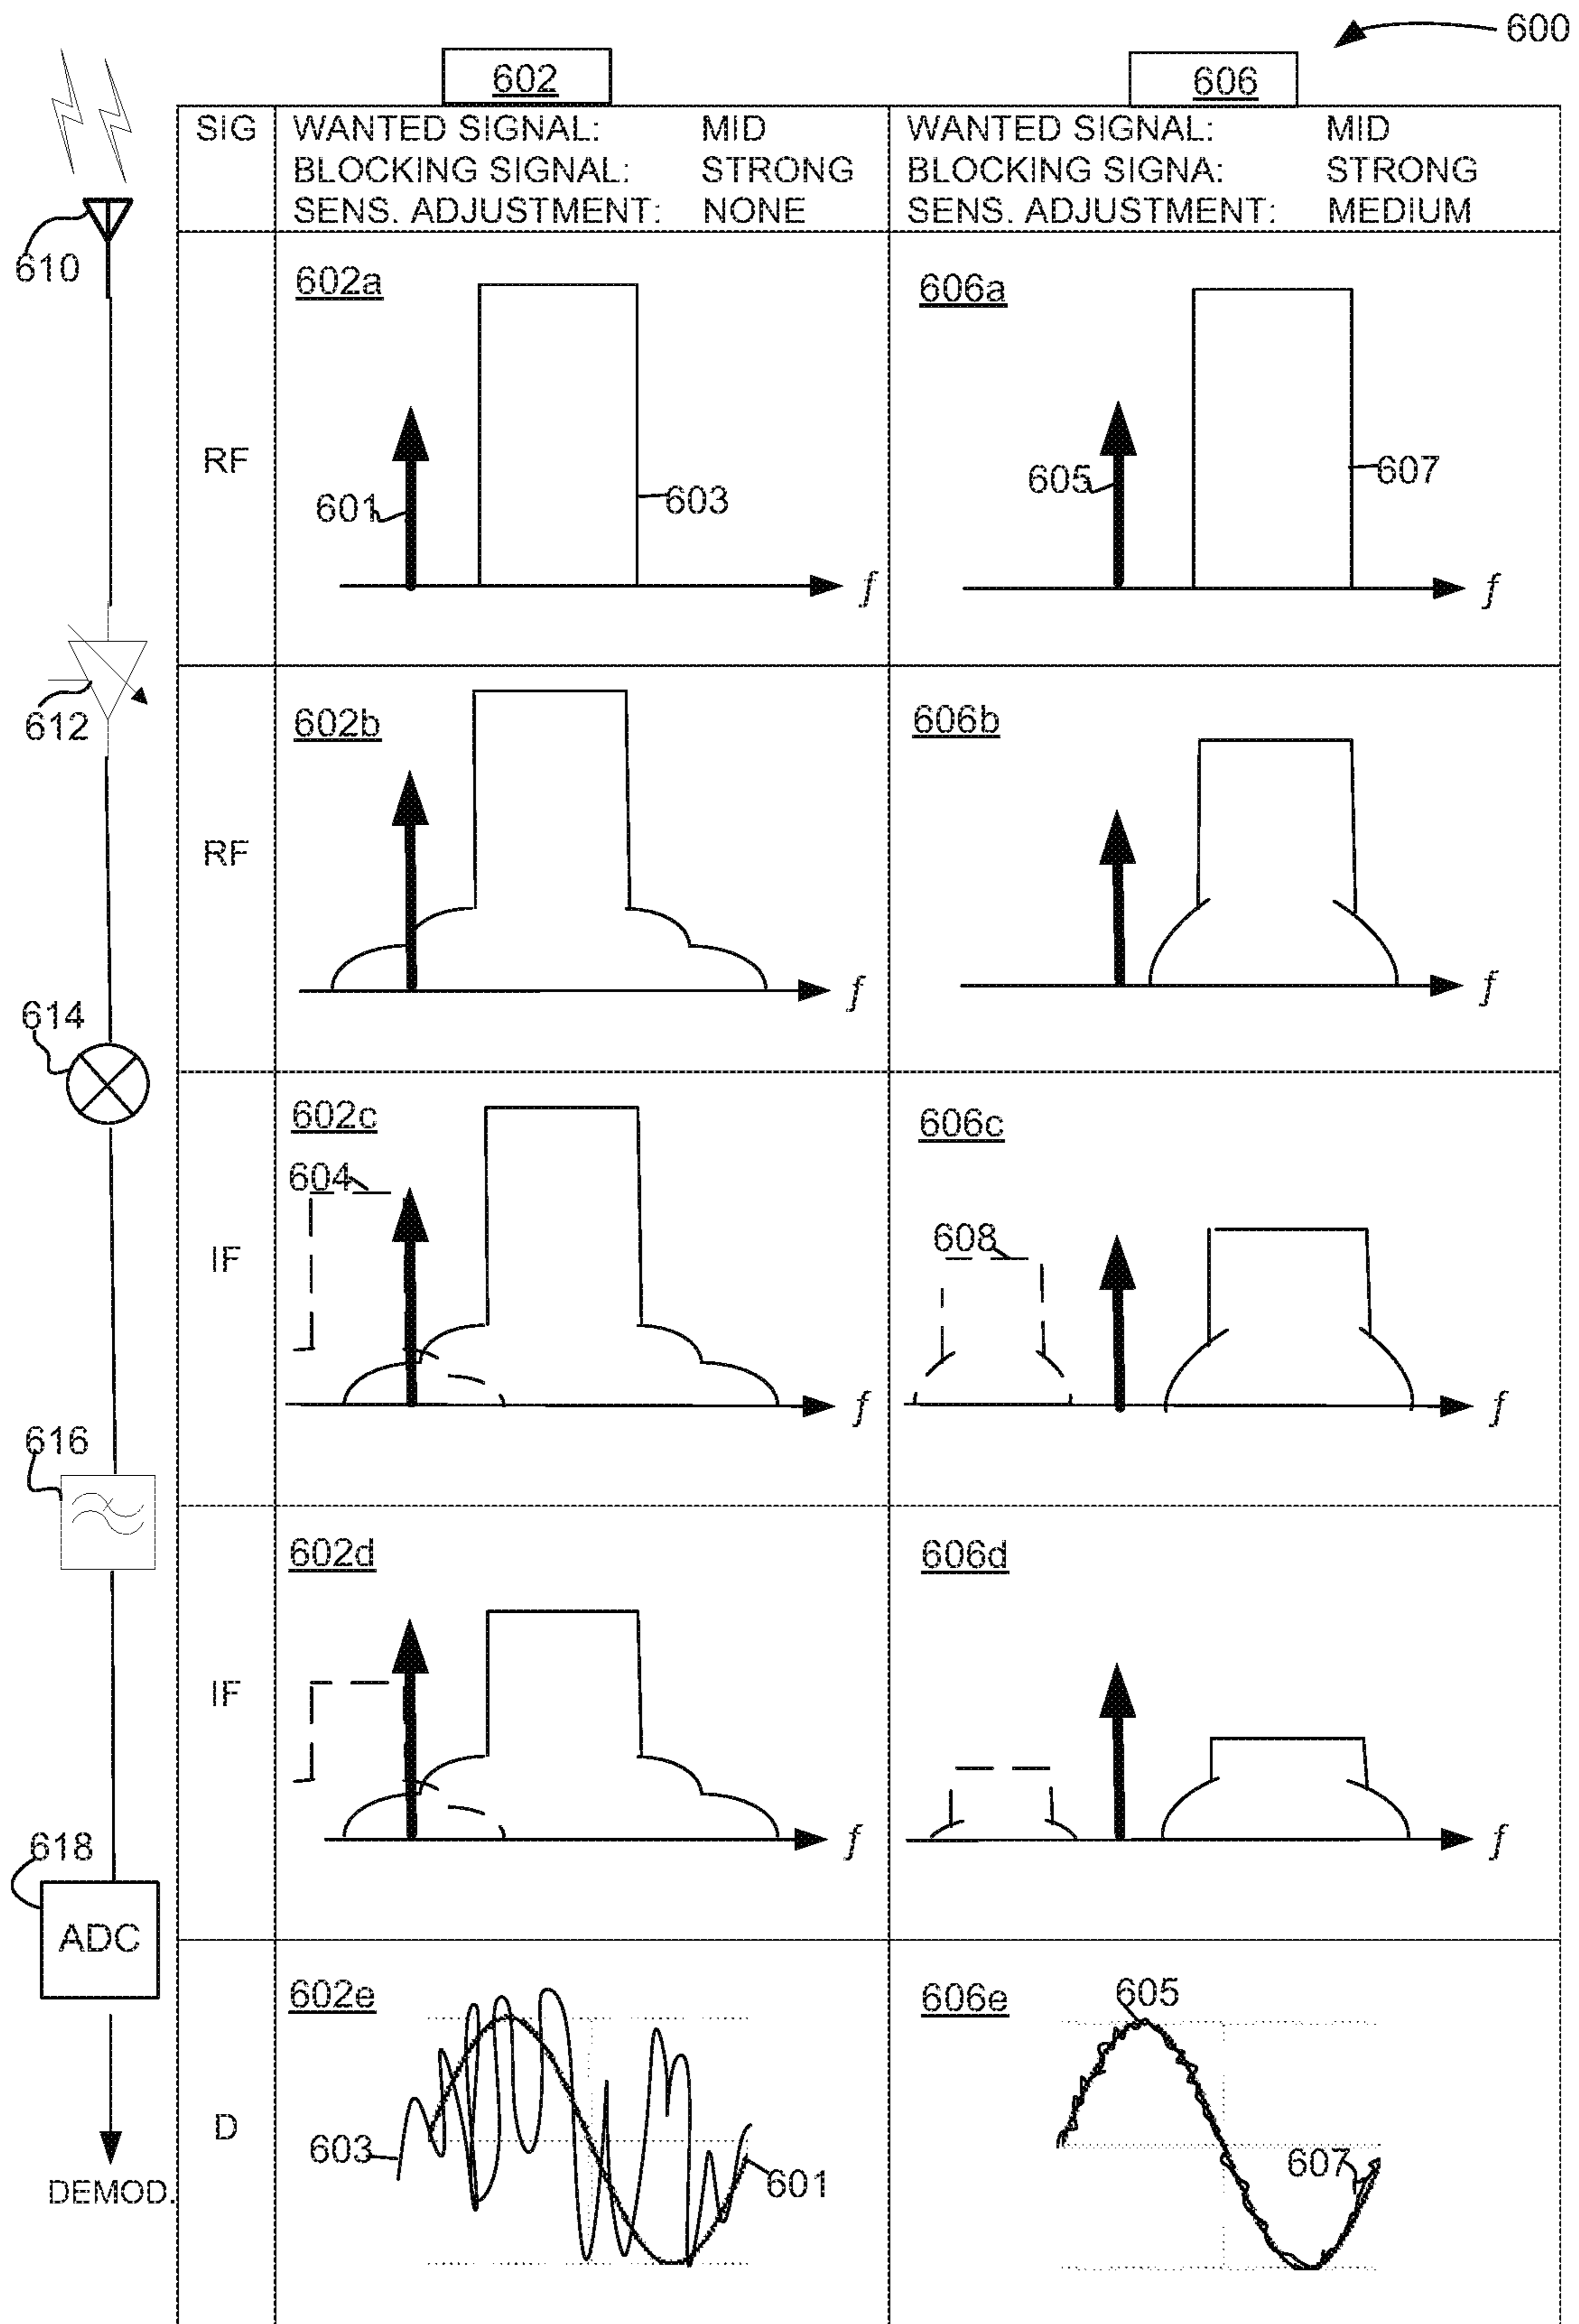 600
602
606
SIG
WANTED SIGNAL: MID
BLOCKING SIGNAL: STRONG
SENS. ADJUSTMENT: NONE
WANTED SIGNAL: MID
BLOCKING SIGNA: STRONG
SENS. ADJUSTMENT: MEDIUM
610
RF
602a
601
603
f
606a
605
607
f
612
RF
602b
f
606b
f
614
IF
602c
604
f
606c
608
f
616
IF
602d
f
606d
f
618
ADC
DEMOD.
D
602e
603
601
606e
605
607